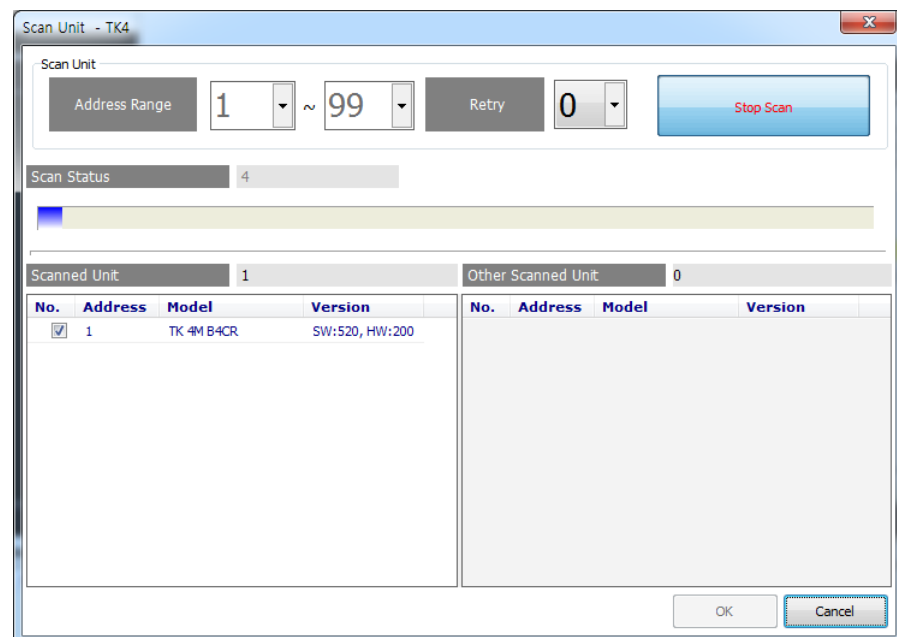 Scan Unit - TK4
Scan Unit
Address Range 1 ~ 99 Retry 0 Stop Scan
Scan Status 4
Scanned Unit 1 Other Scanned Unit 0
No. Address Model Version No. Address Model Version
1 TK 4M B4CR SW:520, HW:200
OK Cancel